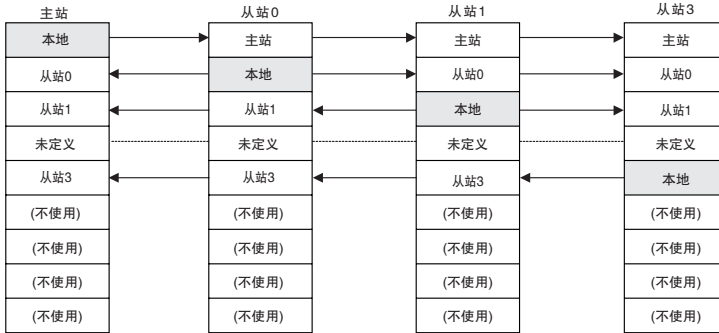 主站 从站0 从站1 从站3
本地 主站 主站 主站
从站0 本地 从站0 从站0
从站1 从站1 本地 从站1
未定义 未定义 未定义 未定义
从站3 从站3 从站3 本地
(不使用) (不使用) (不使用) (不使用)
(不使用) (不使用) (不使用) (不使用)
(不使用) (不使用) (不使用) (不使用)
(不使用) (不使用) (不使用) (不使用)